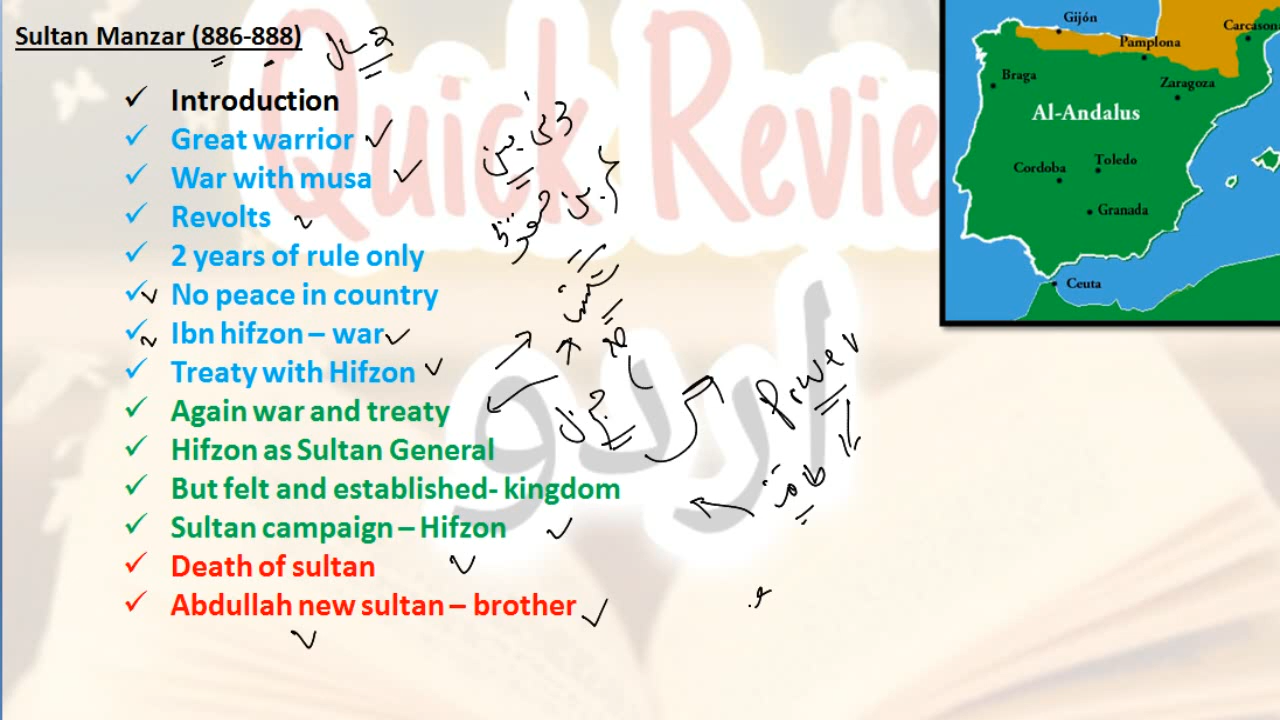 Sultan Manzar (886-888)
2 سال
Introduction
Great warrior
War with musa
Revolts
2 years of rule only
No peace in country
Ibn hifzon – war
Treaty with Hifzon
Again war and treaty
Hifzon as Sultan General
But felt and established- kingdom
Sultan campaign – Hifzon
Death of sultan
Abdullah new sultan – brother
Quick Review
اردو
Power
Gijón
Carcason
Pamplona
Braga
Zaragoza
Al-Andalus
Cordoba
Toledo
Granada
Ceuta